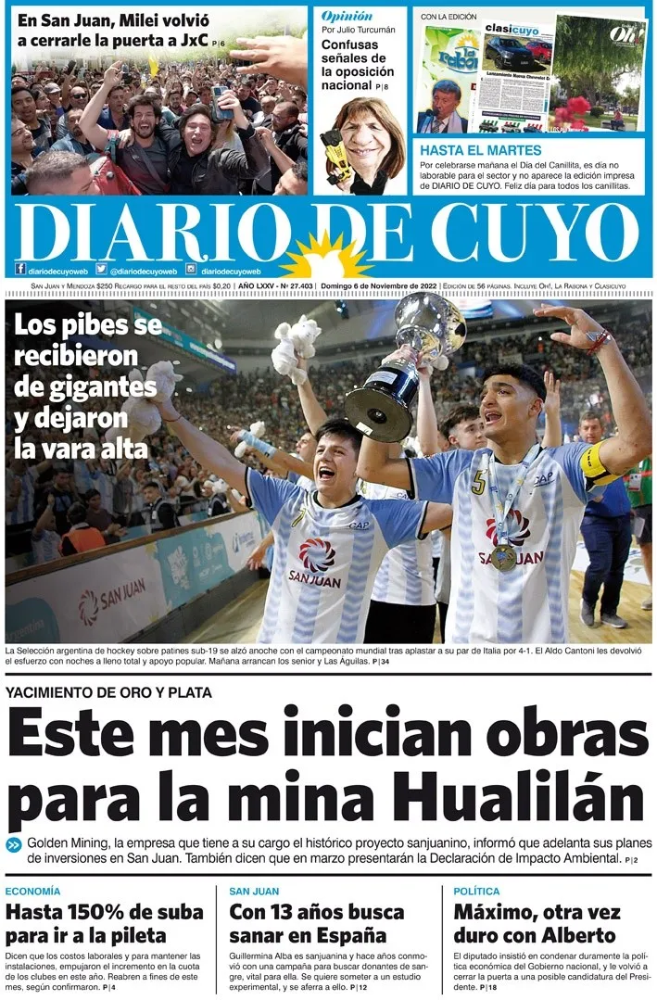 En San Juan, Milei volvió
a cerrarle la puerta a JxC P|6
Opinión
Por Julio Turcumán
Confusas
señales de
la oposición
nacional P|8
CON LA EDICIÓN
la
Rabona
clasicuyo
Lanzamiento Nueva Chevrolet
Oh!
HASTA EL MARTES
Por celebrarse mañana el Día del Canillita, es día no
laborable para el sector y no aparece la edición impresa
de DIARIO DE CUYO. Feliz día para todos los canillitas.
DIARIO DE CUYO
diariodecuyoweb @diariodecuyoweb diariodecuyoweb
SAN JUAN Y MENDOZA $250 RECARGO PARA EL RESTO DEL PAÍS $0,20 | AÑO LXXV - Nº 27.403 | Domingo 6 de Noviembre de 2022 | EDICIÓN DE 56 PÁGINAS. INCLUYE OH!, LA RABONA Y CLASICUYO
Los pibes se
recibieron
de gigantes
y dejaron
la vara alta
CAP
SAN JUAN
5
CAP
SAN JUAN
SAN JUAN
Argentina
La Selección argentina de hockey sobre patines sub-19 se alzó anoche con el campeonato mundial tras aplastar a su par de Italia por 4-1. El Aldo Cantoni les devolvió
el esfuerzo con noches a lleno total y apoyo popular. Mañana arrancan los senior y Las Águilas. P|34
YACIMIENTO DE ORO Y PLATA
Este mes inician obras
para la mina Hualilán
Golden Mining, la empresa que tiene a su cargo el histórico proyecto sanjuanino, informó que adelanta sus planes
de inversiones en San Juan. También dicen que en marzo presentarán la Declaración de Impacto Ambiental. P|2
ECONOMÍA
Hasta 150% de suba
para ir a la pileta
Dicen que los costos laborales y para mantener las
instalaciones, empujaron el incremento en la cuota
de los clubes en este año. Reabren a fines de este
mes, según confirmaron. P|4
SAN JUAN
Con 13 años busca
sanar en España
Guillermina Alba es sanjuanina y hace años conmo-
vió con una campaña para buscar donantes de san-
gre, vital para ella. Se quiere someter a un estudio
experimental, y se aferra a ello. P|12
POLÍTICA
Máximo, otra vez
duro con Alberto
El diputado insistió en condenar duramente la polí-
tica económica del Gobierno nacional, y le volvió a
cerrar la puerta a una posible candidatura del Presi-
dente. P|18